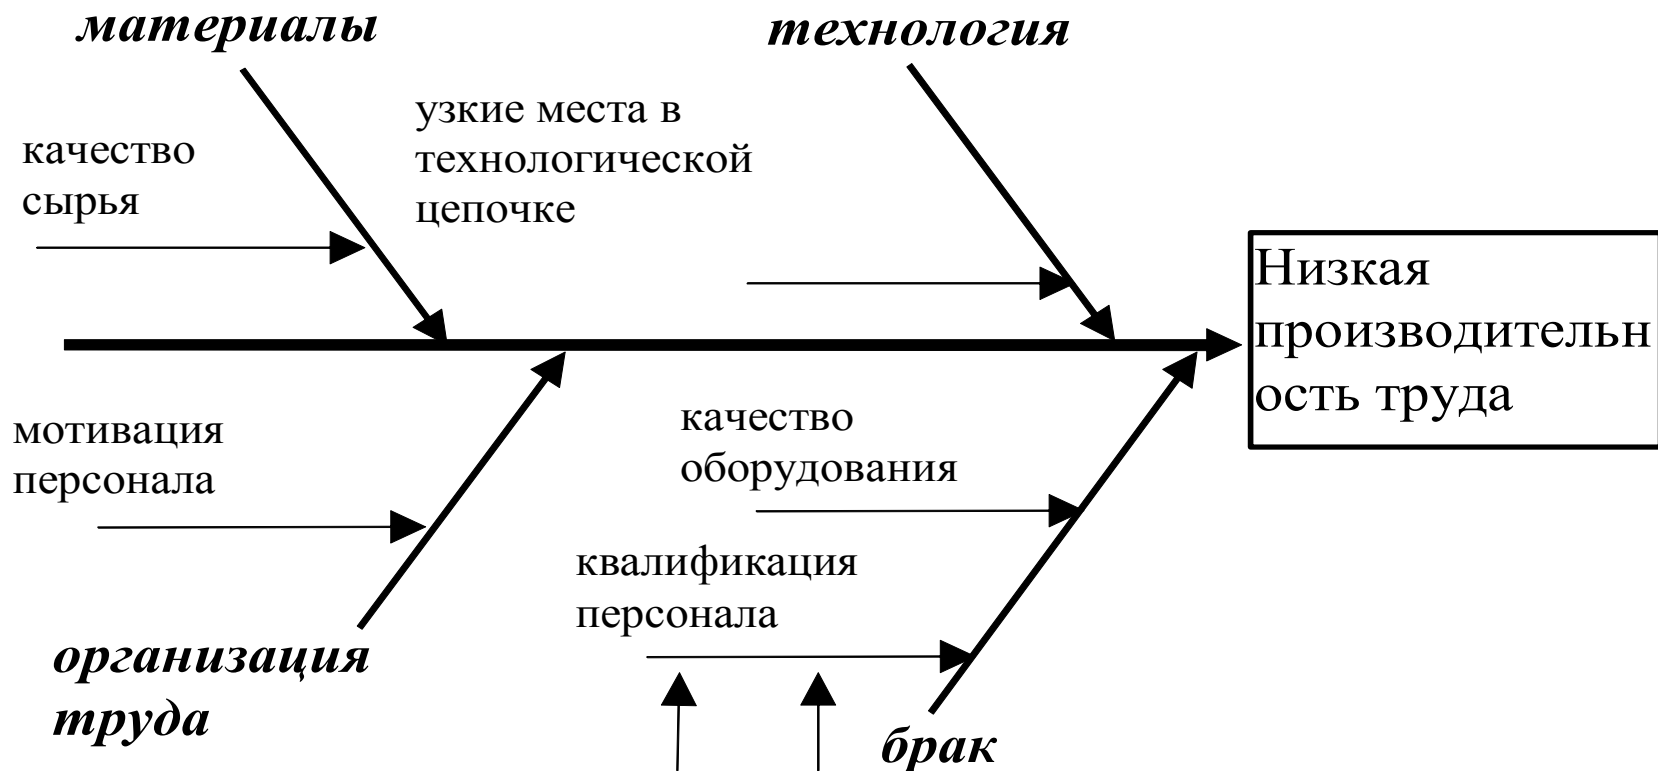 материалы
технология
узкие места в
технологической
цепочке
качество
сырья
Низкая
производительн
ость труда
мотивация
персонала
качество
оборудования
квалификация
персонала
организация
труда
брак